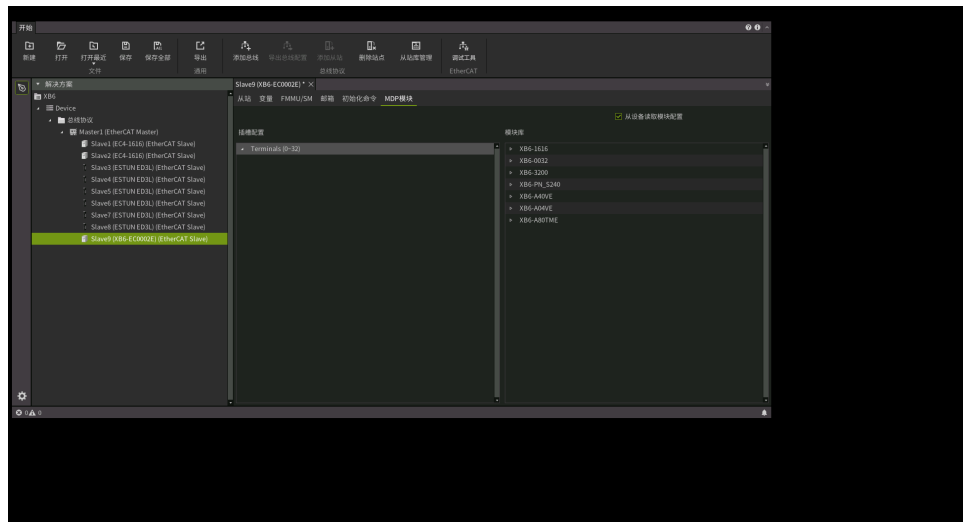 开始
新建 打开 打开最近 保存 保存全部 导出 添加总线 导出总线配置 添加从站 删除站点 从站库管理 调试工具
文件 通用 总线协议 EtherCAT
解决方案
XB6
Device
总线协议
Master1 (EtherCAT Master)
Slave1 (EC4-1616) (EtherCAT Slave)
Slave2 (EC4-1616) (EtherCAT Slave)
Slave3 (ESTUN ED3L) (EtherCAT Slave)
Slave4 (ESTUN ED3L) (EtherCAT Slave)
Slave5 (ESTUN ED3L) (EtherCAT Slave)
Slave6 (ESTUN ED3L) (EtherCAT Slave)
Slave7 (ESTUN ED3L) (EtherCAT Slave)
Slave8 (ESTUN ED3L) (EtherCAT Slave)
Slave9 (XB6-EC0002E) (EtherCAT Slave)
Slave9 (XB6-EC0002E) *
从站 变量 FMMU/SM 邮箱 初始化命令 MDP模块
从设备读取模块配置
插槽配置
Terminals (0~32)
模块库
XB6-1616
XB6-0032
XB6-3200
XB6-PN_5240
XB6-A40VE
XB6-A04VE
XB6-A80TME
0 0